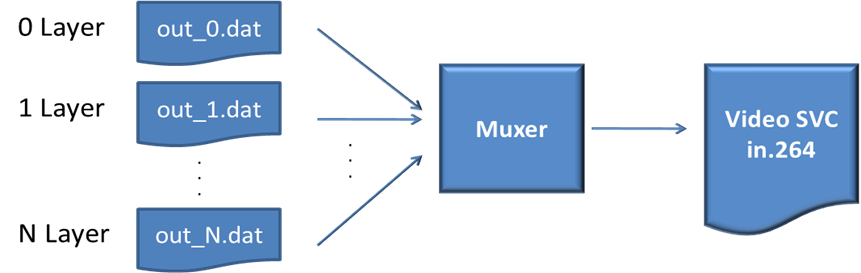 0 Layer
out_0.dat
1 Layer
out_1.dat
Muxer
Video SVC
in.264
N Layer
out_N.dat